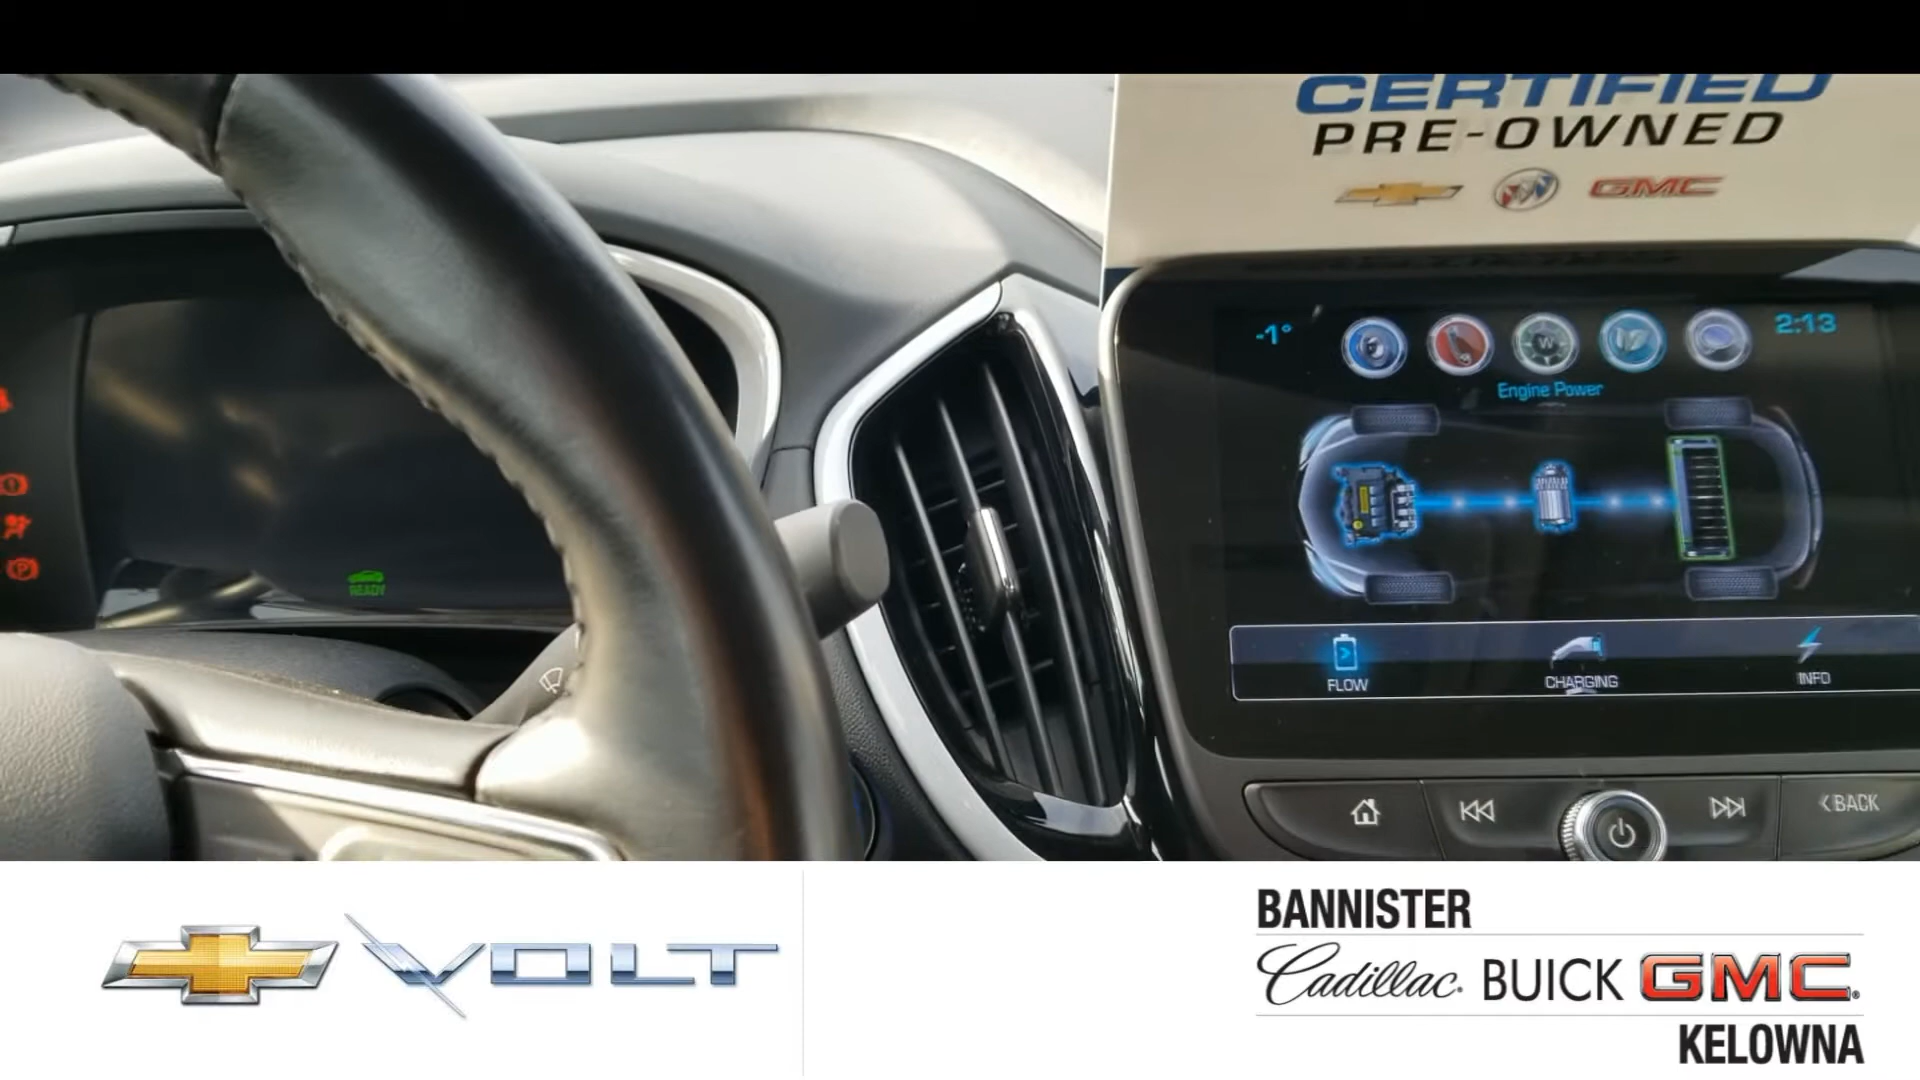 CERTIFIED
PRE-OWNED
GMC
-1°
W
2:13
Engine Power
READY
P
FLOW
CHARGING
INFO
BACK
VOLT
BANNISTER
Cadillac. BUICK GMC
KELOWNA